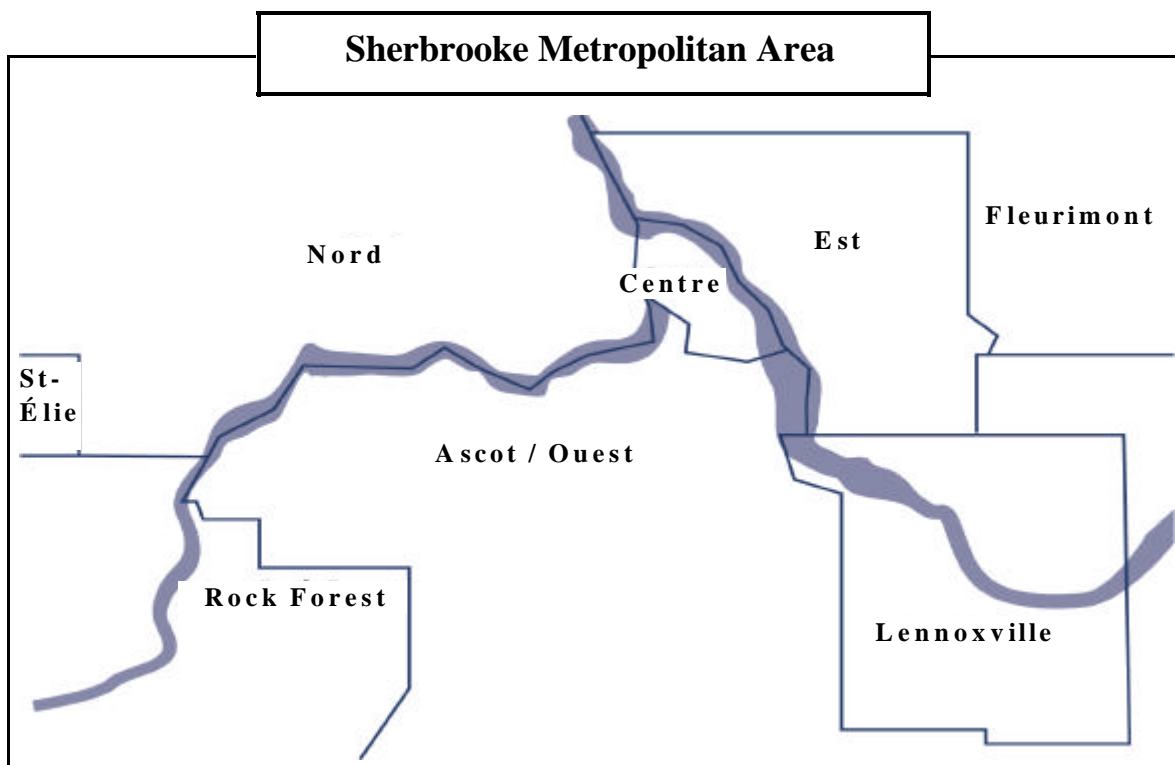 Sherbrooke Metropolitan Area
Fleurimont
Est
Nord
Centre
St-
Élie
Ascot / Ouest
Rock Forest
Lennoxville